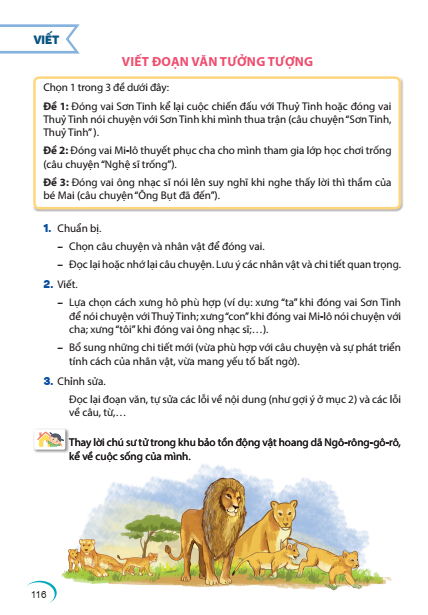 VIẾT
VIẾT ĐOẠN VĂN TƯỞNG TƯỢNG
Chọn 1 trong 3 đề dưới đây:
Đề 1: Đóng vai Sơn Tinh kể lại cuộc chiến đấu với Thuỷ Tinh hoặc đóng vai
Thuỷ Tinh nói chuyện với Sơn Tinh khi mình thua trận (câu chuyện “Sơn Tinh,
Thuỷ Tinh”).
Đề 2: Đóng vai Mi-lô thuyết phục cha cho mình tham gia lớp học chơi trống
(câu chuyện “Nghệ sĩ trống”).
Đề 3: Đóng vai ông nhạc sĩ nói lên suy nghĩ khi nghe thấy lời thì thầm của
bé Mai (câu chuyện “Ông Bụt đã đến”).
1. Chuẩn bị.
– Chọn câu chuyện và nhân vật để đóng vai.
– Đọc lại hoặc nhớ lại câu chuyện. Lưu ý các nhân vật và chi tiết quan trọng.
2. Viết.
– Lựa chọn cách xưng hô phù hợp (ví dụ: xưng “ta” khi đóng vai Sơn Tinh
để nói chuyện với Thuỷ Tinh; xưng “con” khi đóng vai Mi-lô nói chuyện với
cha; xưng “tôi” khi đóng vai ông nhạc sĩ;…).
– Bổ sung những chi tiết mới (vừa phù hợp với câu chuyện và sự phát triển
tính cách của nhân vật, vừa mang yếu tố bất ngờ).
3. Chỉnh sửa.
Đọc lại đoạn văn, tự sửa các lỗi về nội dung (như gợi ý ở mục 2) và các lỗi
về câu, từ,…
Thay lời chú sư tử trong khu bảo tồn động vật hoang dã Ngô-rông-gô-rô,
kể về cuộc sống của mình.
116